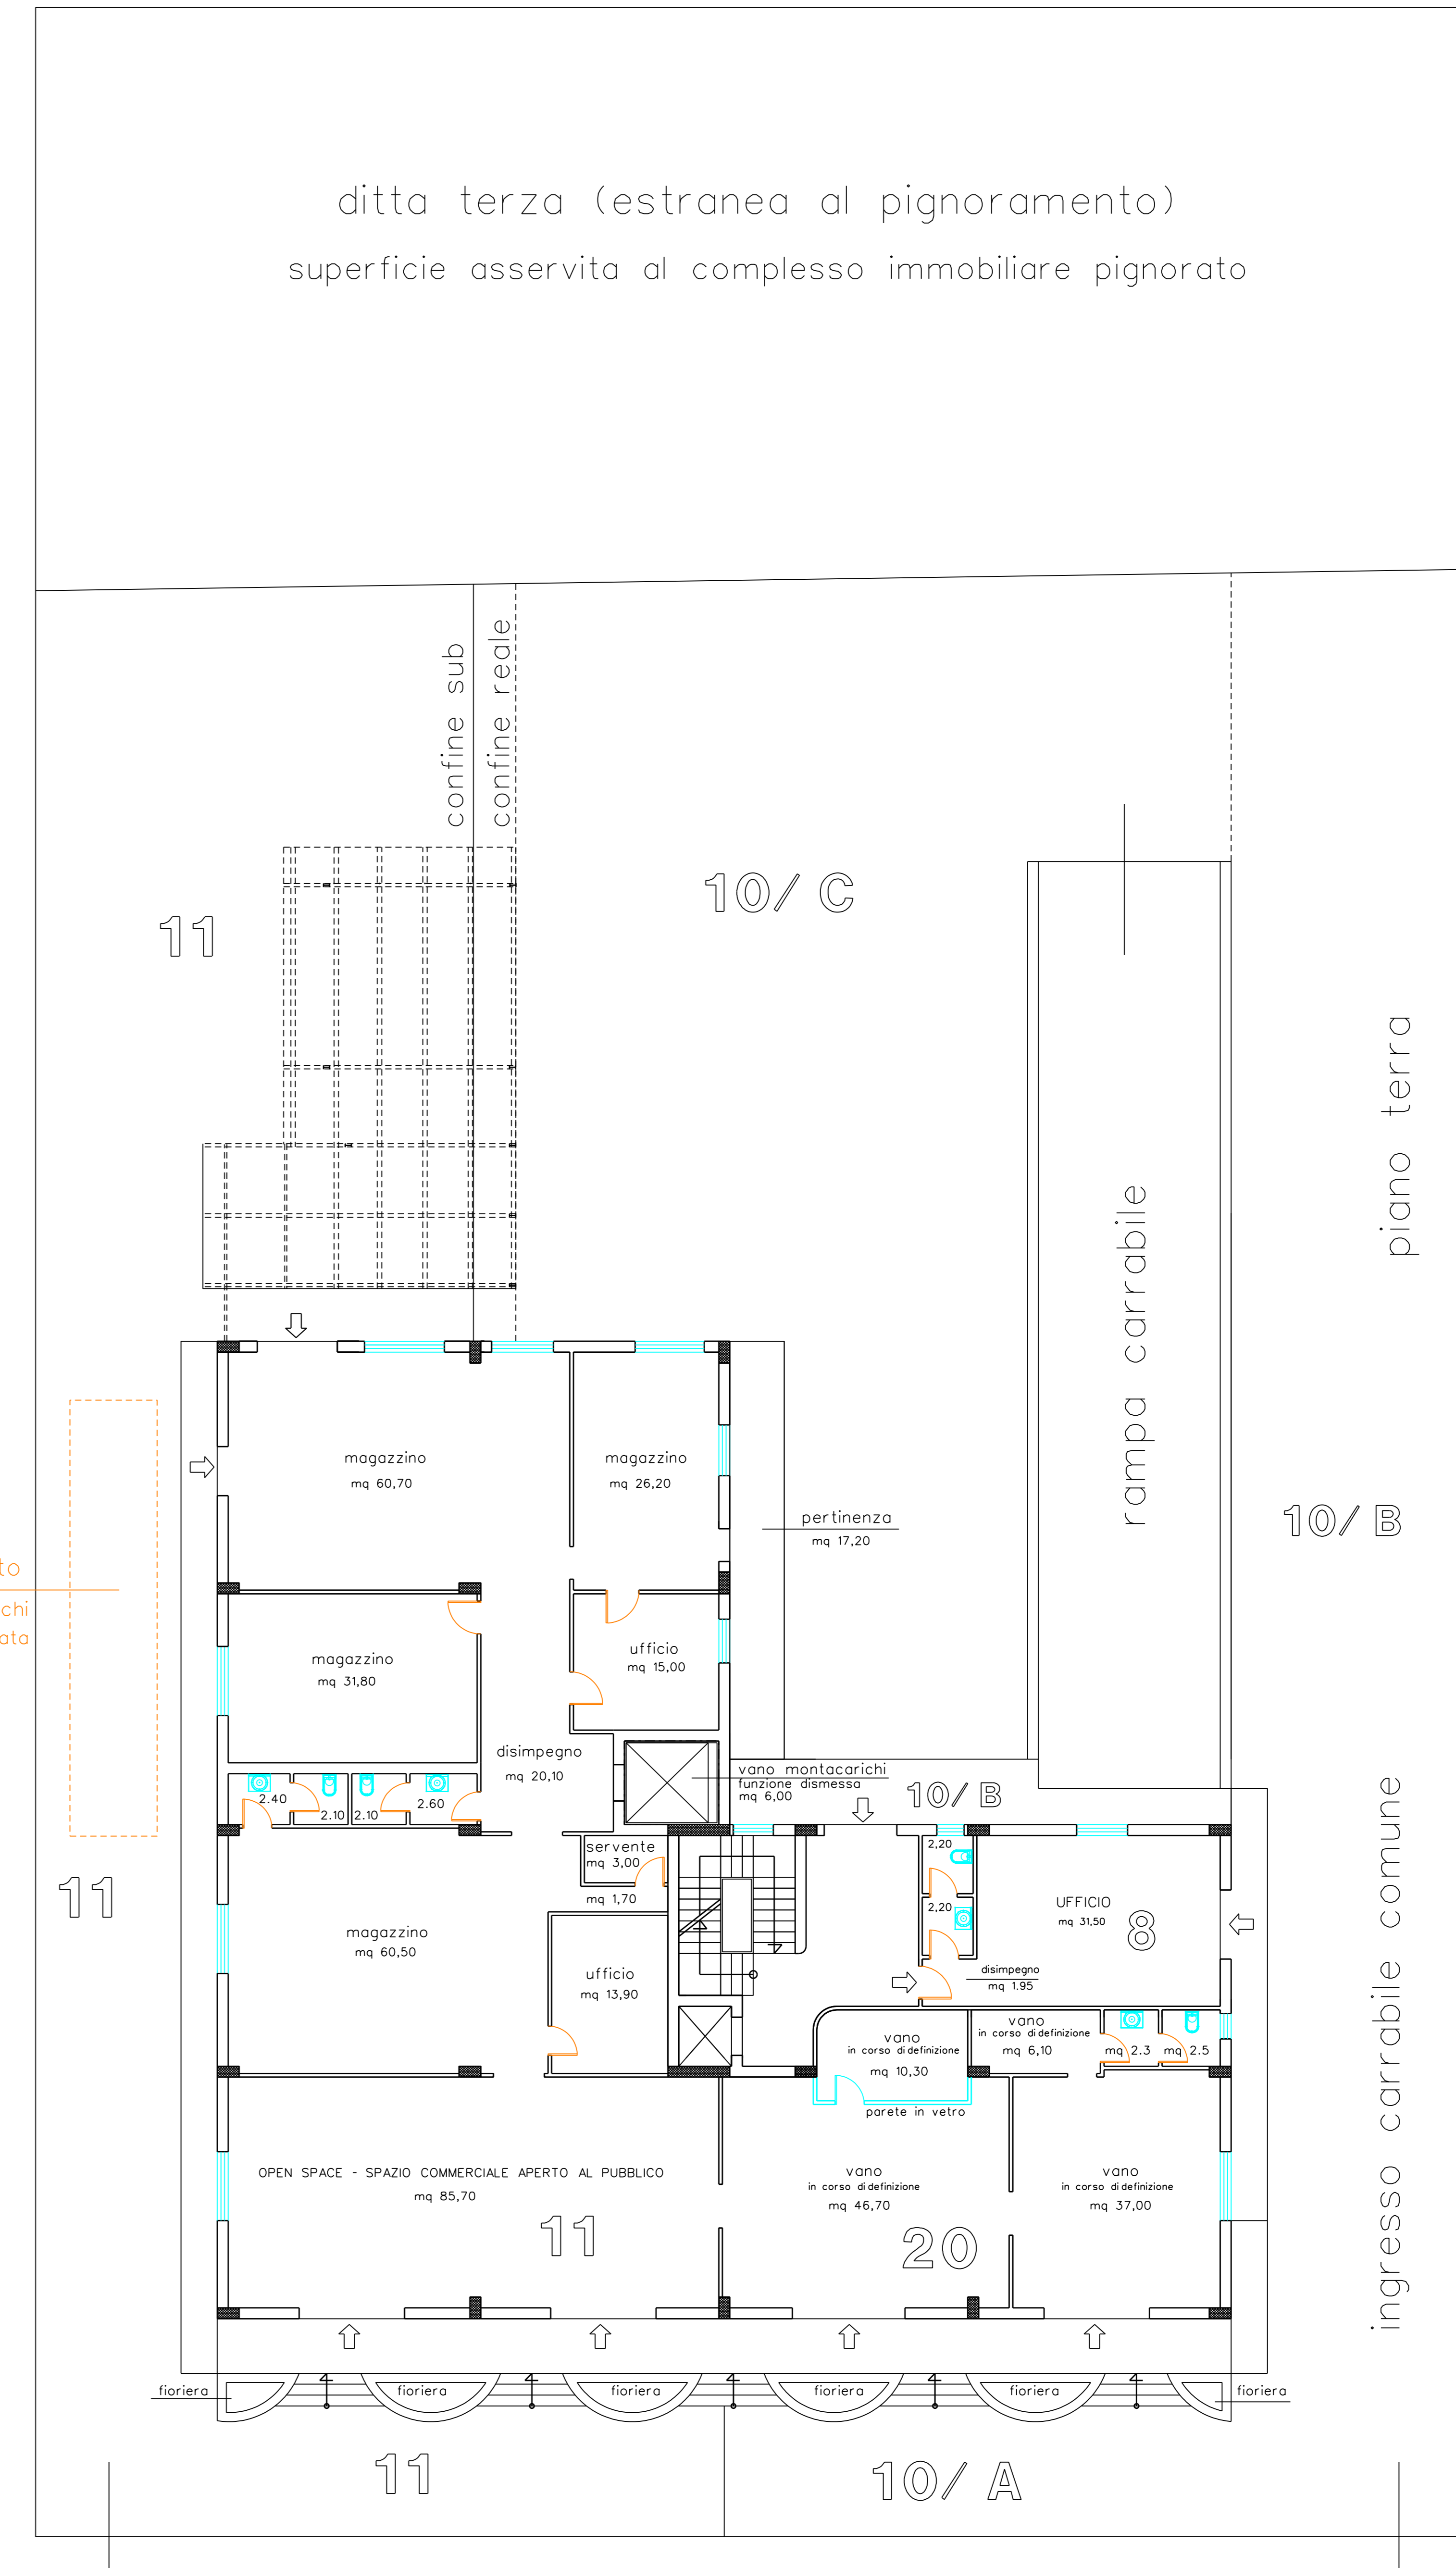 ditta terza (estranea al pignoramento)
superficie asservita al complesso immobiliare pignorato
confine sub
confine reale
11
10/ C
piano terra
rampa carrabile
magazzino
mq 60,70
magazzino
mq 26,20
pertinenza
mq 17,20
10/ B
to
chi
ata
magazzino
mq 31,80
ufficio
mq 15,00
disimpegno
mq 20,10
vano montacarichi
funzione dismessa
mq 6,00
10/ B
2.40
2.10
2.10
2.60
servente
mq 3,00
mq 1,70
2,20
2,20
11
magazzino
mq 60,50
ufficio
mq 13,90
UFFICIO
mq 31,50
8
disimpegno
mq 1.95
vano
in corso di definizione
mq 10,30
vano
in corso di definizione
mq 6,10
mq 2.3
mq 2.5
parete in vetro
ingresso carrabile comune
OPEN SPACE - SPAZIO COMMERCIALE APERTO AL PUBBLICO
mq 85,70
11
vano
in corso di definizione
mq 46,70
20
vano
in corso di definizione
mq 37,00
fioriera
fioriera
fioriera
fioriera
fioriera
fioriera
11
10/ A